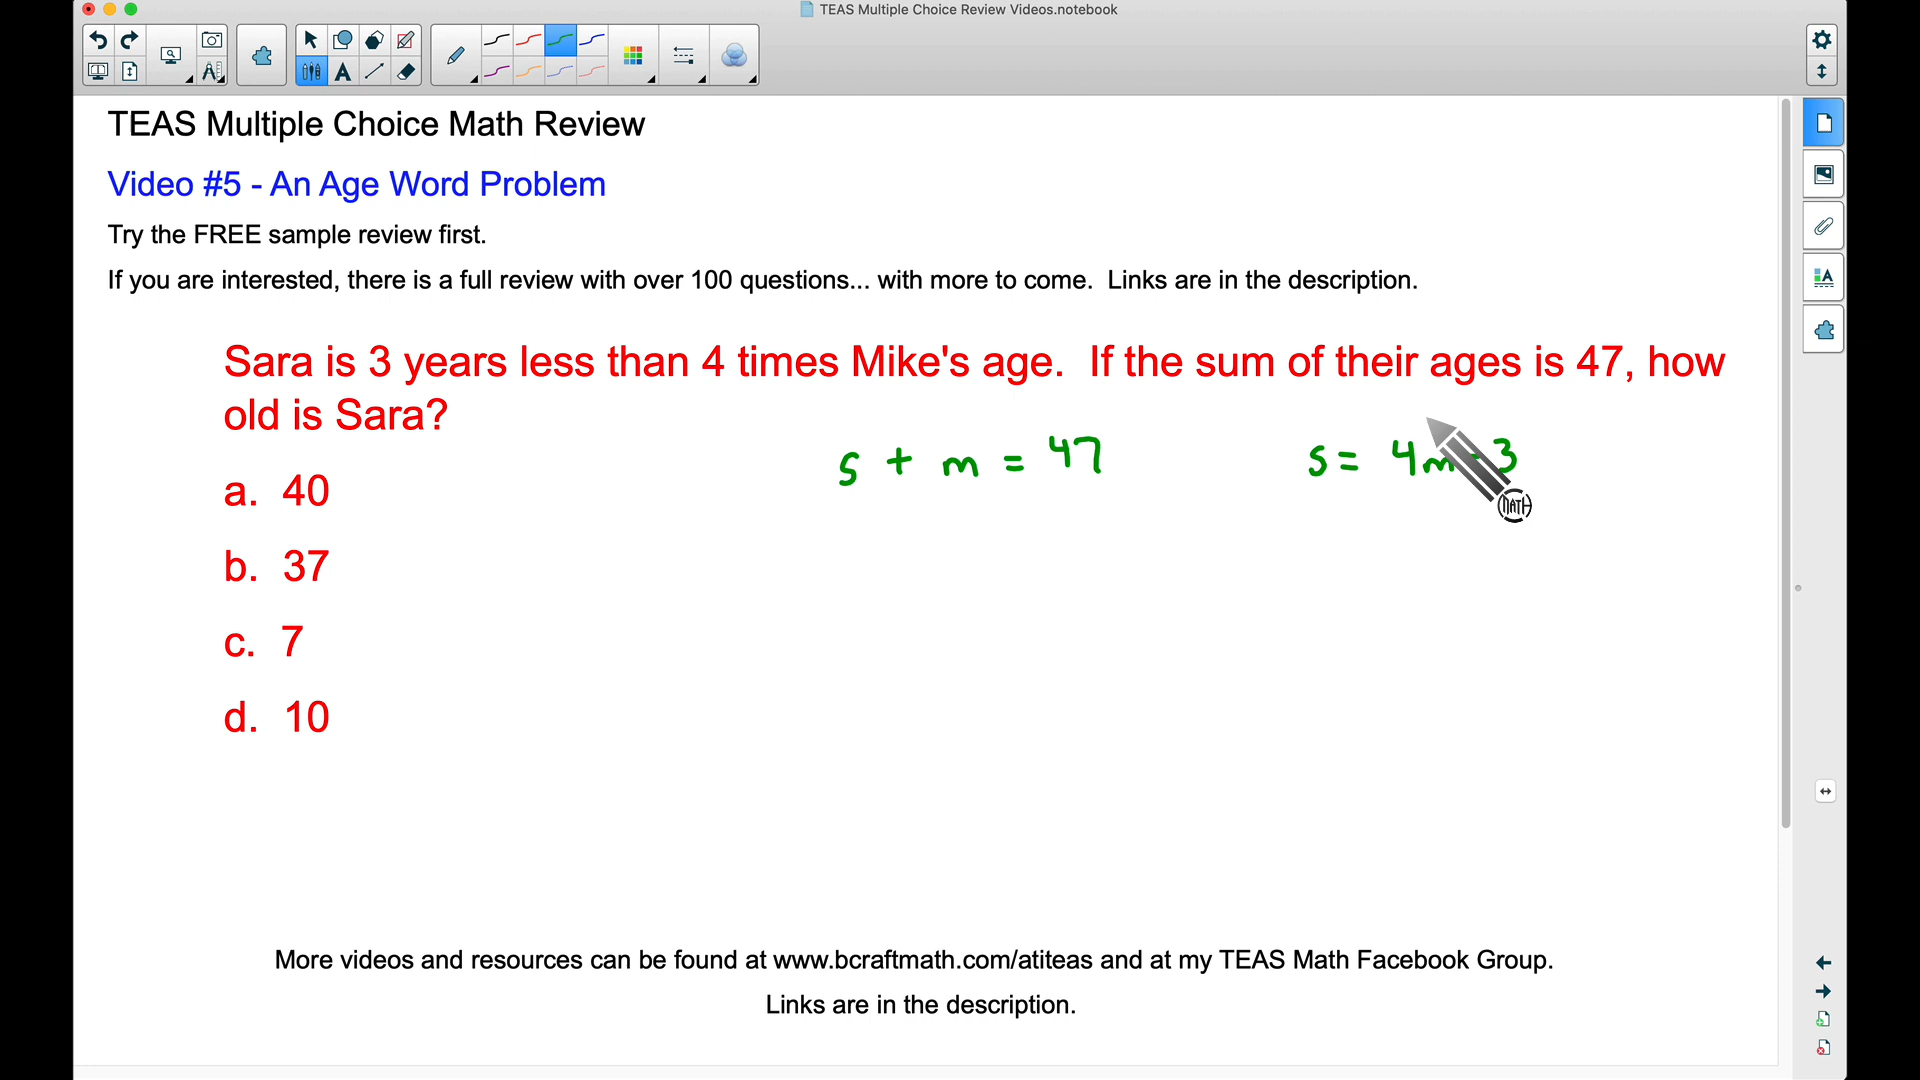 TEAS Multiple Choice Review Videos.notebook
TEAS Multiple Choice Math Review
Video #5 - An Age Word Problem
Try the FREE sample review first.
If you are interested, there is a full review with over 100 questions... with more to come.  Links are in the description.
Sara is 3 years less than 4 times Mike's age.  If the sum of their ages is 47, how
old is Sara?
s + m = 47
s = 4m - 3
a.  40
b.  37
c.  7
d.  10
MATH
More videos and resources can be found at www.bcraftmath.com/atiteas and at my TEAS Math Facebook Group.
Links are in the description.